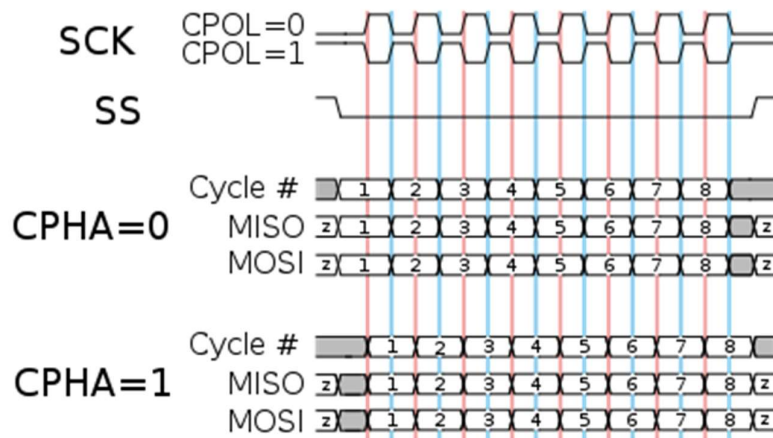 SCK CPOL=0
CPOL=1
SS
Cycle # 1 2 3 4 5 6 7 8
CPHA=0 MISO z 1 2 3 4 5 6 7 8 z
MOSI z 1 2 3 4 5 6 7 8 z
Cycle # 1 2 3 4 5 6 7 8
CPHA=1 MISO z 1 2 3 4 5 6 7 8 z
MOSI z 1 2 3 4 5 6 7 8 z